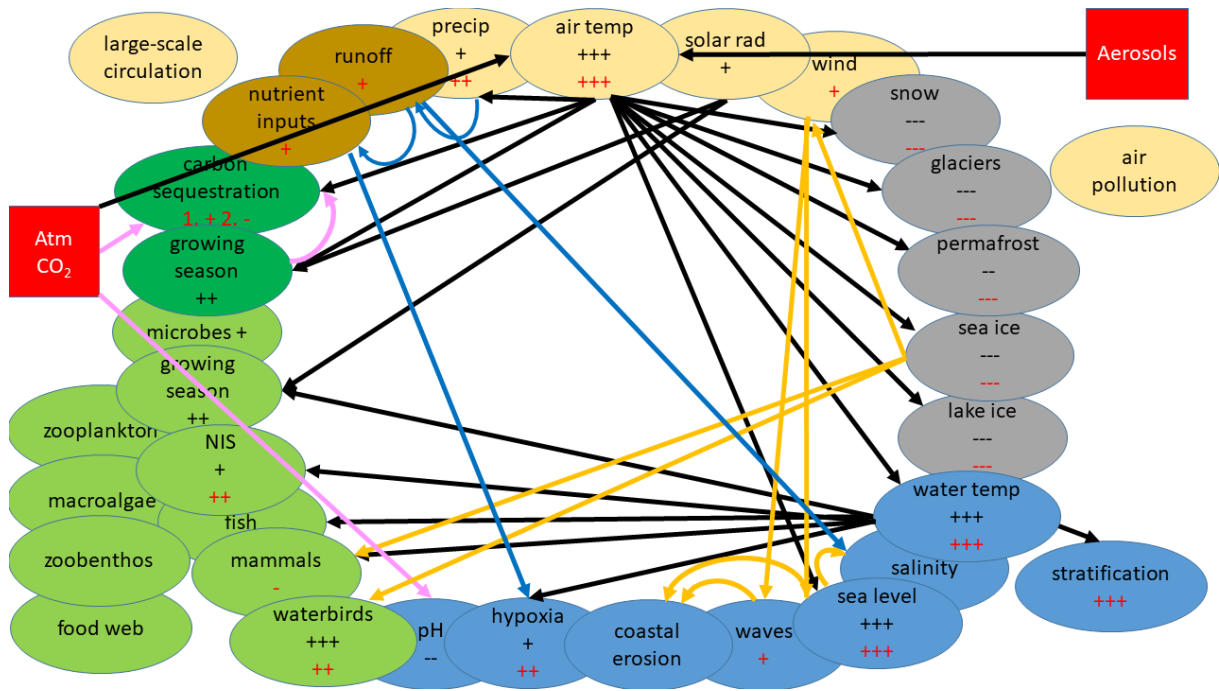 large-scale
circulation
runoff
+
precip
+
++
air temp
+++
+++
solar rad
+
wind
+
Aerosols
nutrient
inputs
+
snow
---
---
carbon
sequestration
1. + 2. -
glaciers
---
---
air
pollution
Atm
CO2
growing
season
++
permafrost
--
---
microbes +
growing
season
++
sea ice
---
---
zooplankton
NIS
+
++
lake ice
---
---
macroalgae
fish
water temp
+++
+++
zoobenthos
mammals
-
salinity
stratification
+++
food web
waterbirds
+++
++
pH
--
hypoxia
+
++
coastal
erosion
waves
+
sea level
+++
+++